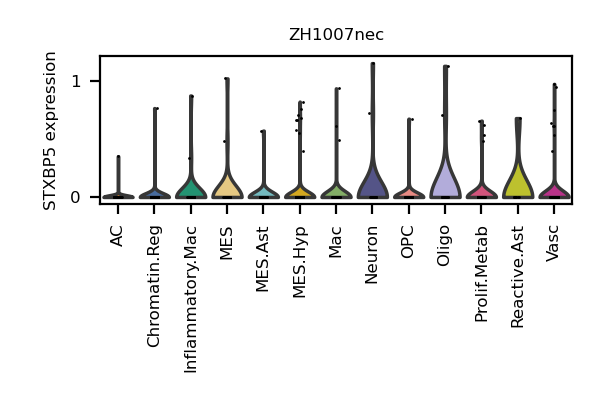 ZH1007nec
STXBP5 expression
1
0
AC
Chromatin.Reg
Inflammatory.Mac
MES
MES.Ast
MES.Hyp
Mac
Neuron
OPC
Oligo
Prolif.Metab
Reactive.Ast
Vasc